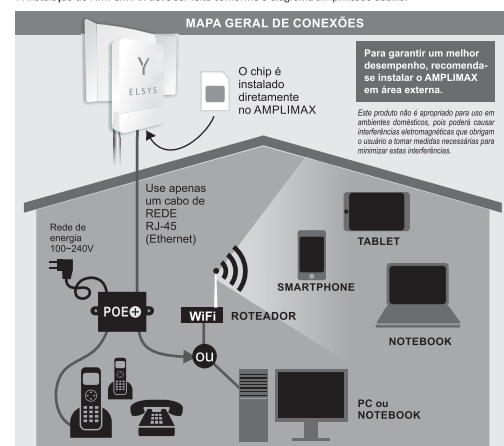 MAPA GERAL DE CONEXÕES
Y
ELSYS
O chip é
instalado
diretamente
no AMPLIMAX
Para garantir um melhor
desempenho, recomenda-
se instalar o AMPLIMAX
em área externa.
Este produto não é apropriado para uso em
ambientes domésticos, pois poderá causar
interferências eletromagnéticas que obrigam
o usuário a tomar medidas necessárias para
minimizar estas interferências.
Use apenas
um cabo de
REDE
RJ-45
(Ethernet)
Rede de
energia
100~240V
TABLET
SMARTPHONE
NOTEBOOK
POE+
WiFi
ROTEADOR
ou
PC ou
NOTEBOOK